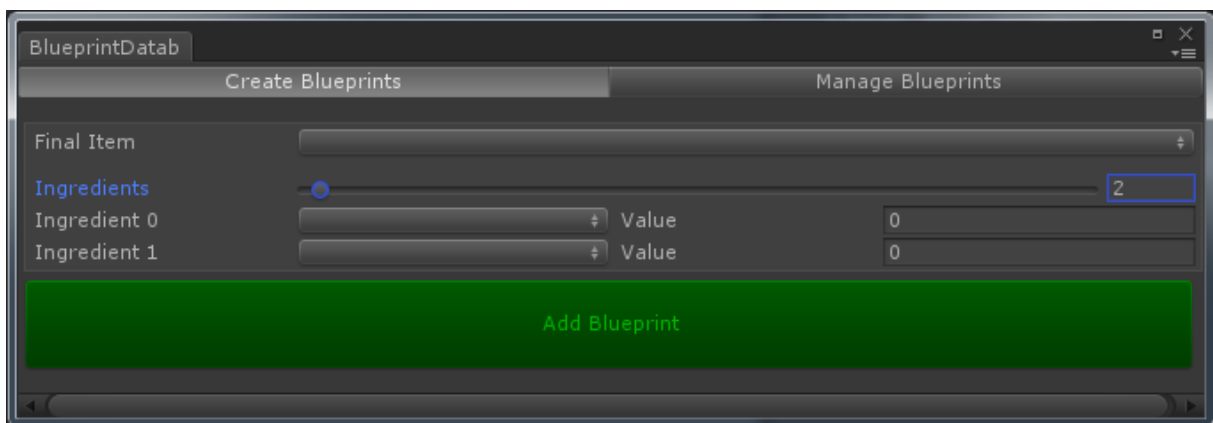 BlueprintDatab
Create Blueprints Manage Blueprints
Final Item
Ingredients 2
Ingredient 0 Value 0
Ingredient 1 Value 0
Add Blueprint